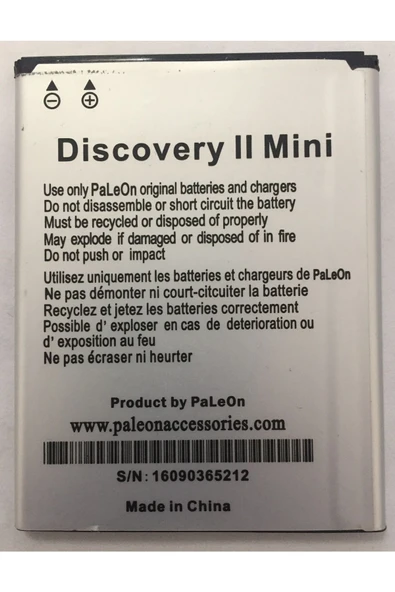 Discovery II Mini
Use only PaLeOn original batteries and chargers
Do not disassemble or short circuit the battery
Must be recycled or disposed of properly
May explode if damaged or disposed of in fire
Do not push or impact
Utilisez uniquement les batteries et chargeurs de PaLeOn
Ne pas démonter ni court-citcuiter la batterie
Recyclez et jetez les batteries correctement
Possible d' exploser en cas de deterioration ou
d' exposition au feu
Ne pas écraser ni heurter
Product by PaLeOn
www.paleonaccessories.com
S/N: 16090365212
Made in China